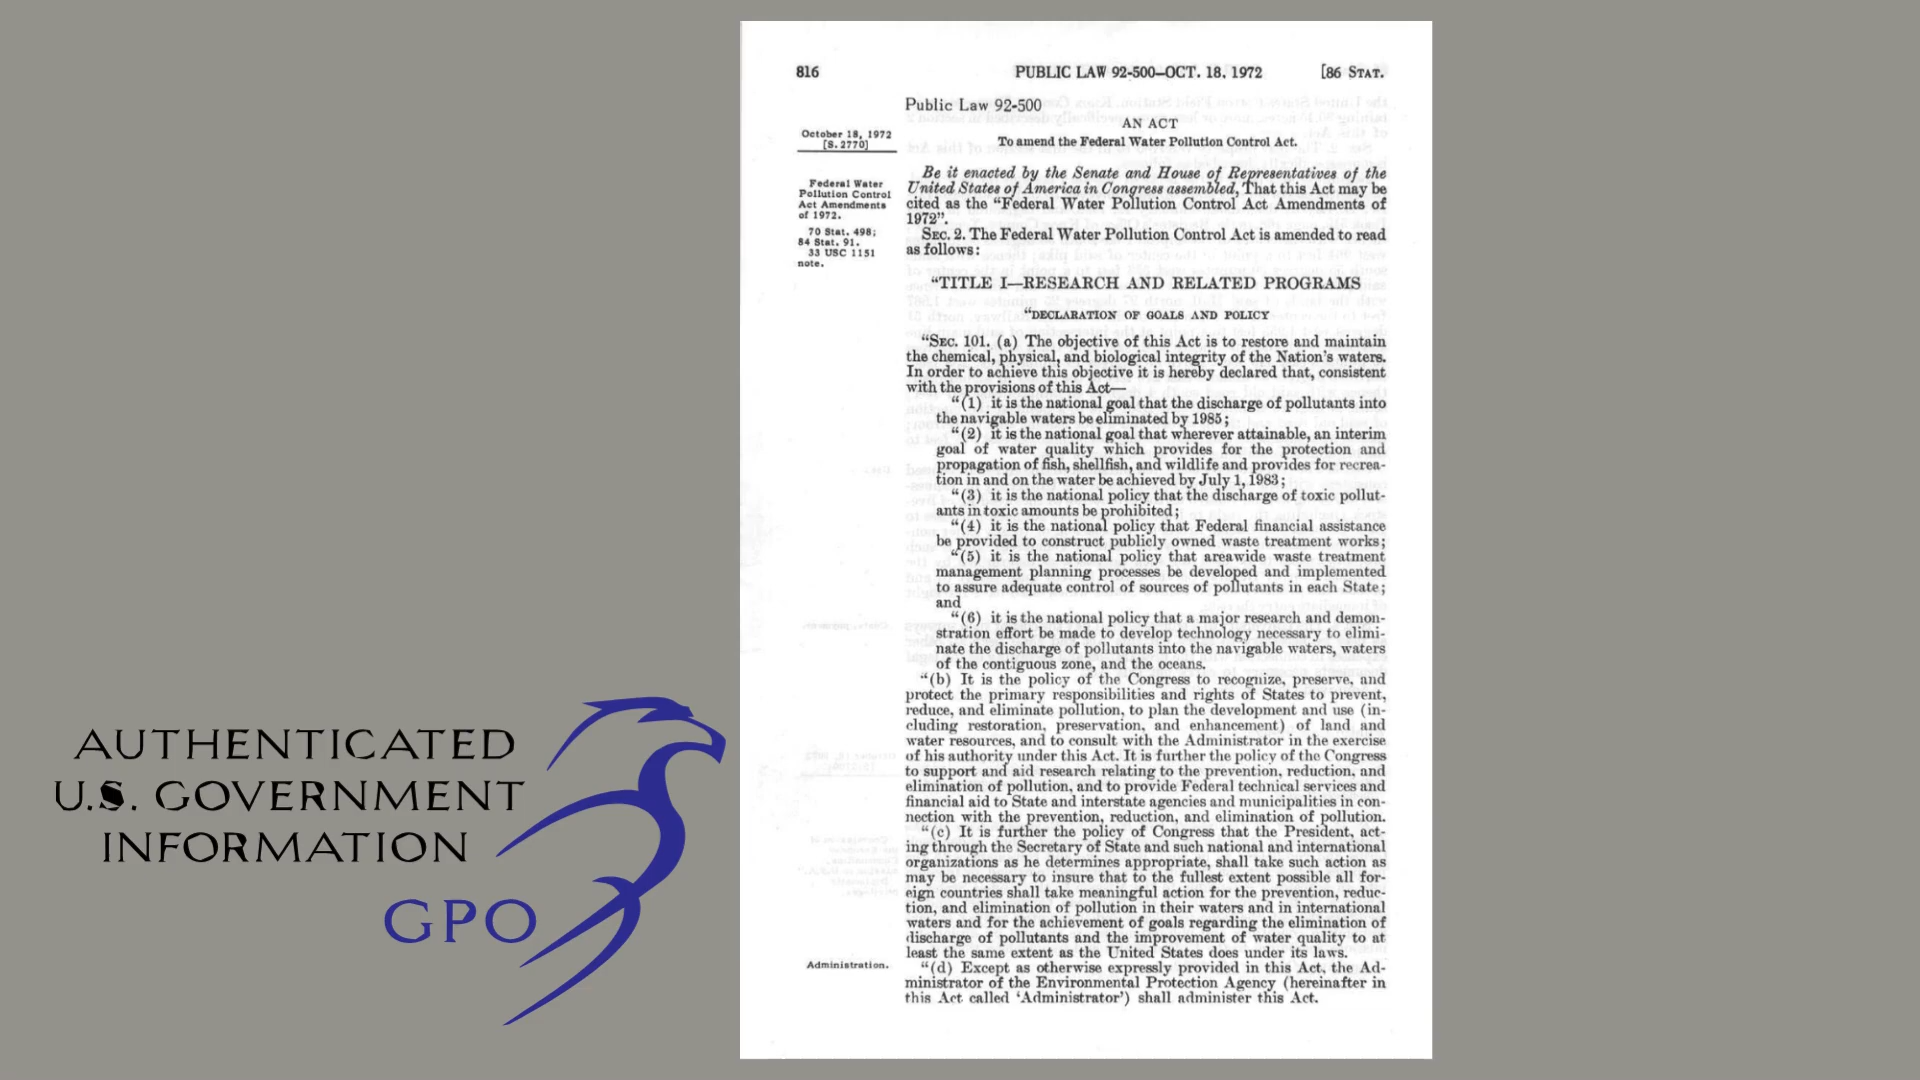 816
PUBLIC LAW 92-500–OCT. 18, 1972
[86 STAT.
Public Law 92-500
AN ACT
October 18, 1972
[S. 2770]
To amend the Federal Water Pollution Control Act.
Federal Water
Pollution Control
Act Amendments
of 1972.
70 Stat. 498;
84 Stat. 91.
33 USC 1151
note.
Be it enacted by the Senate and House of Representatives of the
United States of America in Congress assembled, That this Act may be
cited as the “Federal Water Pollution Control Act Amendments of
1972”.
SEC. 2. The Federal Water Pollution Control Act is amended to read
as follows:
“TITLE I—RESEARCH AND RELATED PROGRAMS
“DECLARATION OF GOALS AND POLICY
“SEC. 101. (a) The objective of this Act is to restore and maintain
the chemical, physical, and biological integrity of the Nation’s waters.
In order to achieve this objective it is hereby declared that, consistent
with the provisions of this Act—
“(1) it is the national goal that the discharge of pollutants into
the navigable waters be eliminated by 1985;
“(2) it is the national goal that wherever attainable, an interim
goal of water quality which provides for the protection and
propagation of fish, shellfish, and wildlife and provides for recrea-
tion in and on the water be achieved by July 1, 1983;
“(3) it is the national policy that the discharge of toxic pollut-
ants in toxic amounts be prohibited;
“(4) it is the national policy that Federal financial assistance
be provided to construct publicly owned waste treatment works;
“(5) it is the national policy that areawide waste treatment
management planning processes be developed and implemented
to assure adequate control of sources of pollutants in each State;
and
“(6) it is the national policy that a major research and demon-
stration effort be made to develop technology necessary to elimi-
nate the discharge of pollutants into the navigable waters, waters
of the contiguous zone, and the oceans.
“(b) It is the policy of the Congress to recognize, preserve, and
protect the primary responsibilities and rights of States to prevent,
reduce, and eliminate pollution, to plan the development and use (in-
cluding restoration, preservation, and enhancement) of land and
water resources, and to consult with the Administrator in the exercise
of his authority under this Act. It is further the policy of the Congress
to support and aid research relating to the prevention, reduction, and
elimination of pollution, and to provide Federal technical services and
financial aid to State and interstate agencies and municipalities in con-
nection with the prevention, reduction, and elimination of pollution.
“(c) It is further the policy of Congress that the President, act-
ing through the Secretary of State and such national and international
organizations as he determines appropriate, shall take such action as
may be necessary to insure that to the fullest extent possible all for-
eign countries shall take meaningful action for the prevention, reduc-
tion, and elimination of pollution in their waters and in international
waters and for the achievement of goals regarding the elimination of
discharge of pollutants and the improvement of water quality to at
least the same extent as the United States does under its laws.
Administration.
“(d) Except as otherwise expressly provided in this Act, the Ad-
ministrator of the Environmental Protection Agency (hereinafter in
this Act called ‘Administrator’) shall administer this Act.
AUTHENTICATED
U.S. GOVERNMENT
INFORMATION
GPO